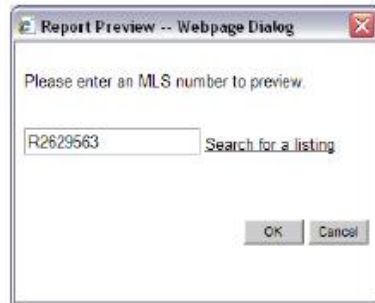 Report Preview -- Webpage Dialog
Please enter an MLS number to preview.
R2629563 Search for a listing
OK Cancel